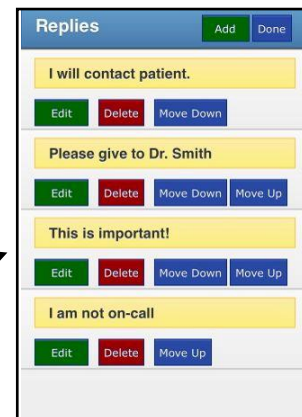 Replies Add Done
I will contact patient.
Edit Delete Move Down
Please give to Dr. Smith
Edit Delete Move Down Move Up
This is important!
Edit Delete Move Down Move Up
I am not on-call
Edit Delete Move Up